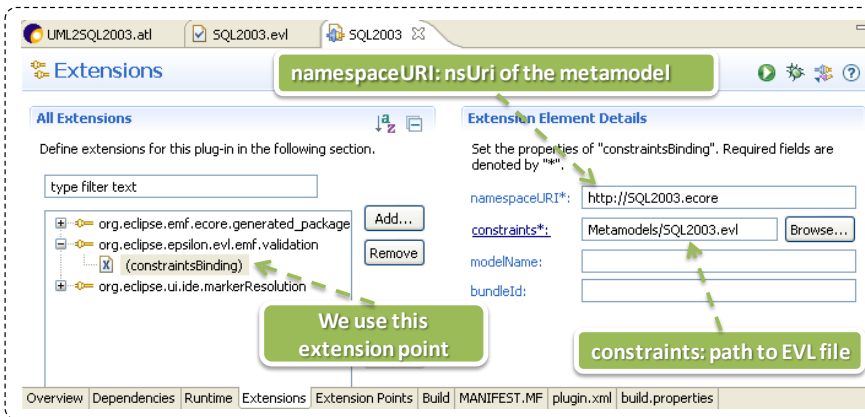 UML2SQL2003.atl
SQL2003.evl
SQL2003
Extensions
namespaceURI: nsUri of the metamodel
All Extensions
Define extensions for this plug-in in the following section.
type filter text
org.eclipse.emf.ecore.generated_package
org.eclipse.epsilon.evl.emf.validation
(constraintsBinding)
org.eclipse.ui.ide.markerResolution
Add...
Remove
We use this
extension point
Extension Element Details
Set the properties of "constraintsBinding". Required fields are
denoted by "*".
namespaceURI*: http://SQL2003.ecore
constraints*: Metamodels/SQL2003.evl Browse...
modelName:
bundleId:
constraints: path to EVL file
Overview Dependencies Runtime Extensions Extension Points Build MANIFEST.MF plugin.xml build.properties